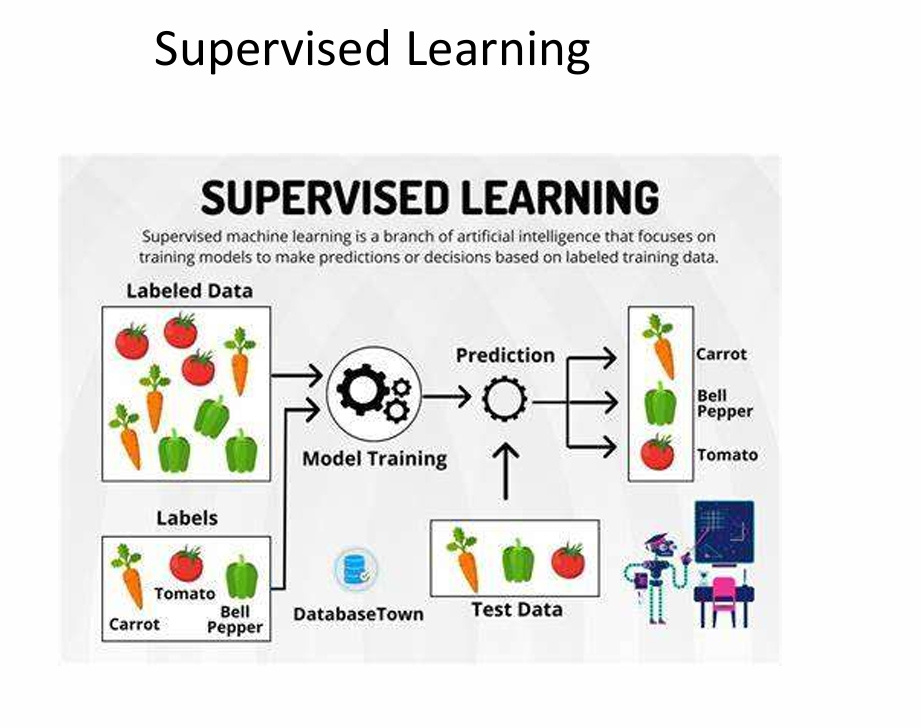 Supervised Learning
SUPERVISED LEARNING
Supervised machine learning is a branch of artificial intelligence that focuses on
training models to make predictions or decisions based on labeled training data.
Labeled Data
Model Training
Prediction
Carrot
Bell
Pepper
Tomato
Labels
Carrot
Tomato
Bell
Pepper
DatabaseTown
Test Data